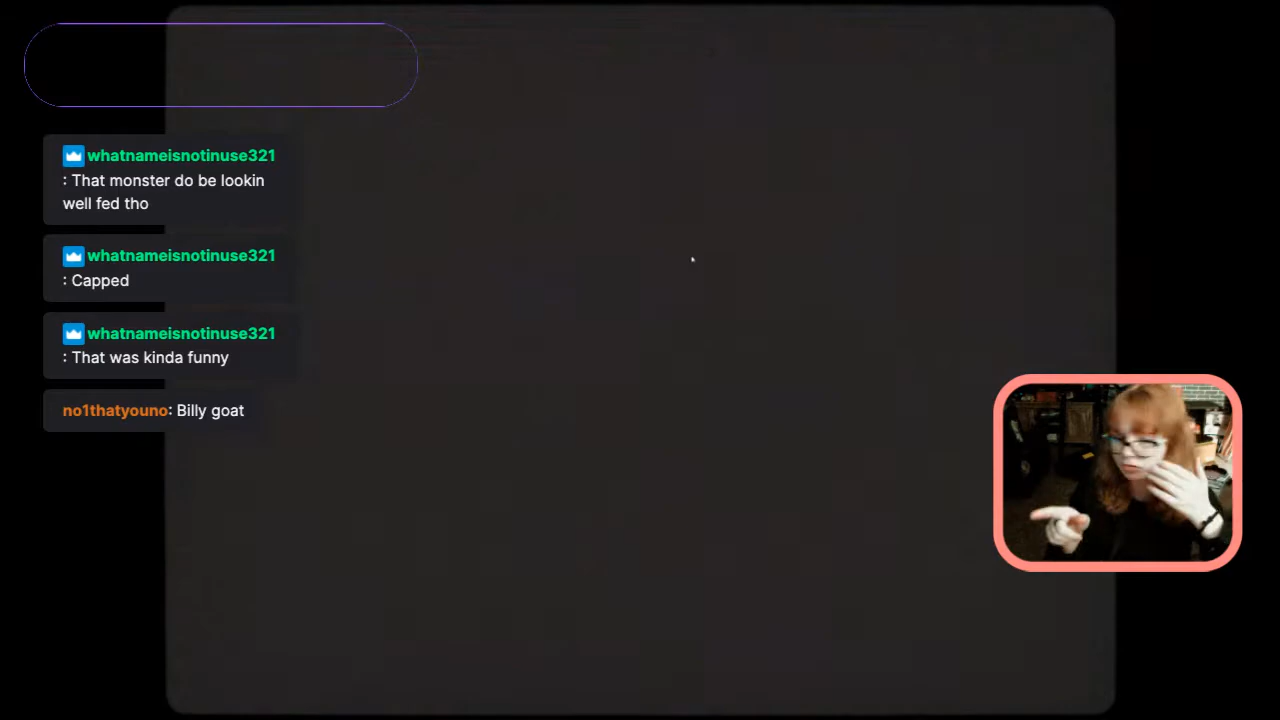 whatnameisnotinuse321
: That monster do be lookin
well fed tho
whatnameisnotinuse321
: Capped
whatnameisnotinuse321
: That was kinda funny
no1thatyouno: Billy goat